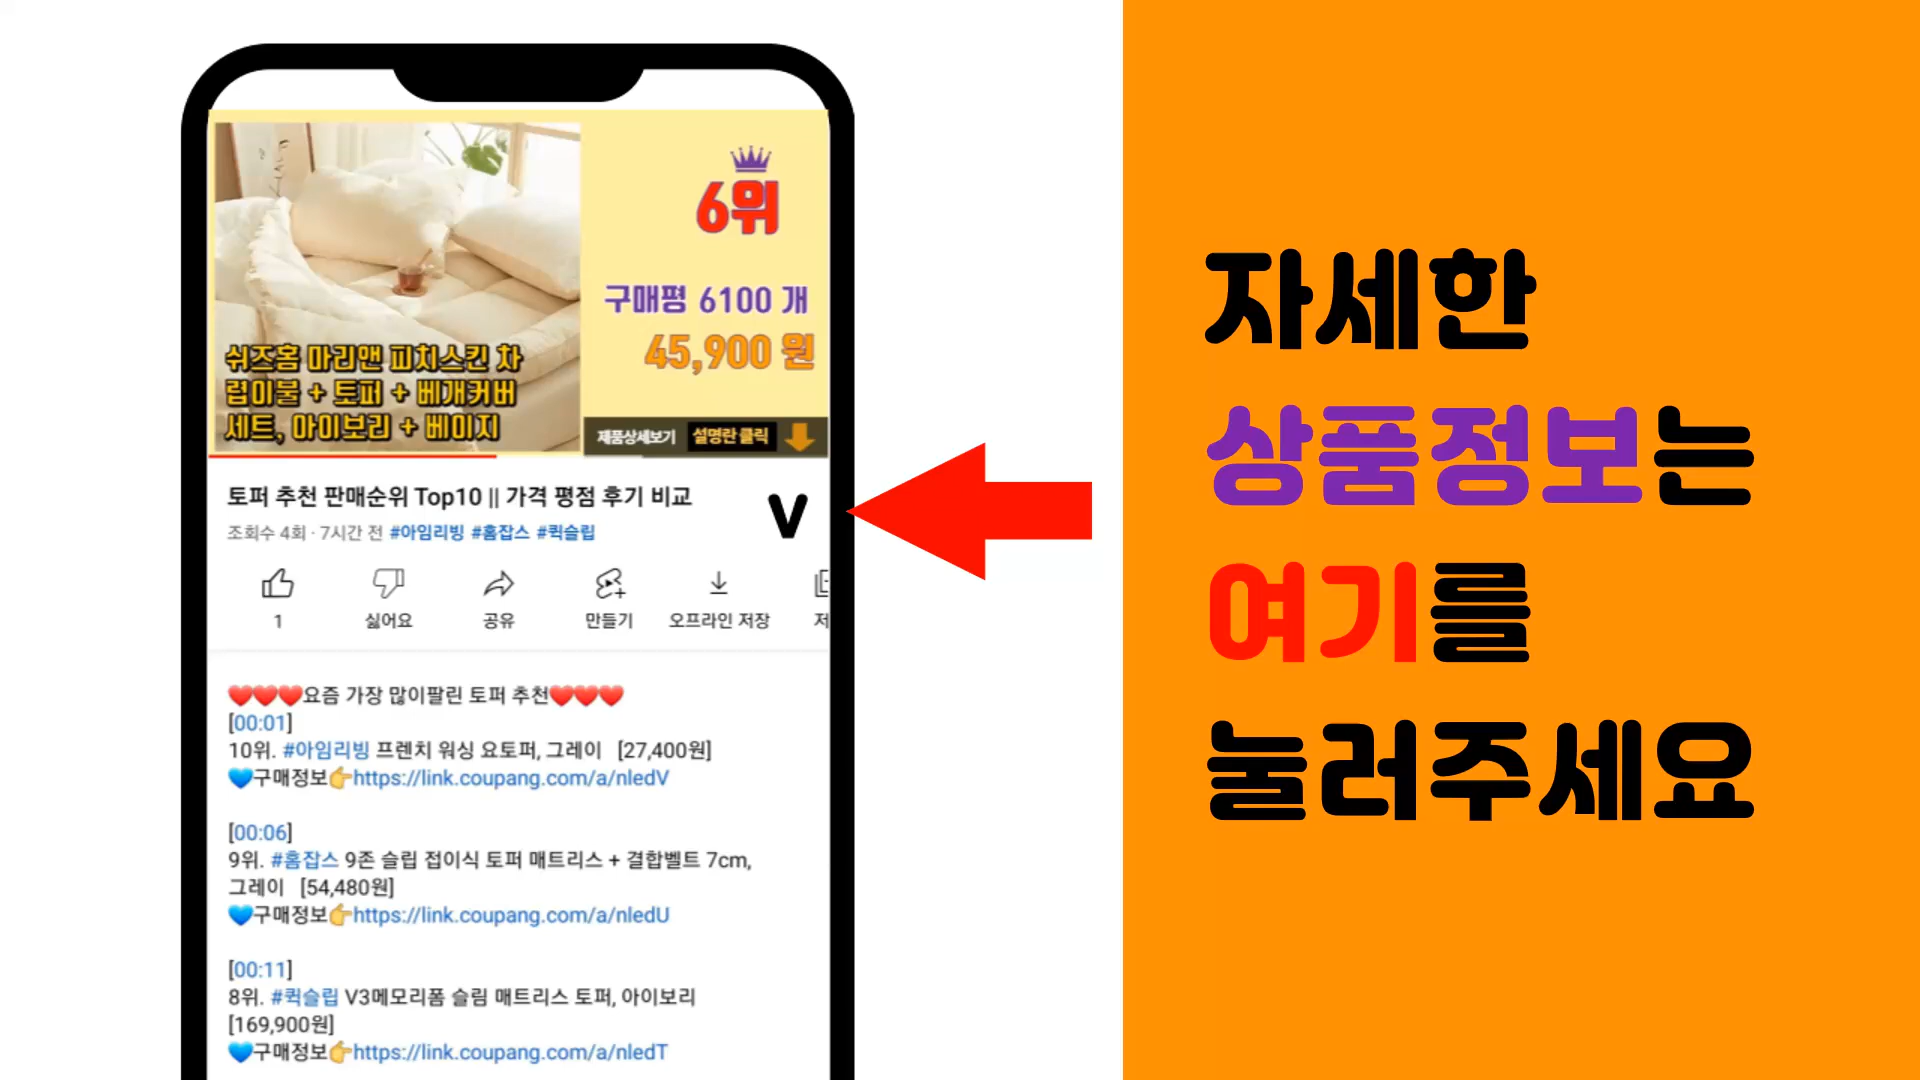 6위
구매평 6100 개
45,900 원
쉬즈홈 마리앤 피치스킨 차
렵이불 + 토퍼 + 베개커버
세트, 아이보리 + 베이지
제품상세보기 설명란 클릭
토퍼 추천 판매순위 Top10 || 가격 평점 후기 비교
V
조회수 4회 · 7시간 전 #아임리빙 #홈잡스 #퀵슬립
1 싫어요 공유 만들기 오프라인 저장 저
❤️❤️❤️요즘 가장 많이팔린 토퍼 추천❤️❤️❤️
[00:01]
10위. #아임리빙 프렌치 워싱 요토퍼, 그레이 [27,400원]
💙구매정보👉https://link.coupang.com/a/nledV
[00:06]
9위. #홈잡스 9존 슬립 접이식 토퍼 매트리스 + 결합벨트 7cm,
그레이 [54,480원]
💙구매정보👉https://link.coupang.com/a/nledU
[00:11]
8위. #퀵슬립 V3메모리폼 슬림 매트리스 토퍼, 아이보리
[169,900원]
💙구매정보👉https://link.coupang.com/a/nledT
자세한
상품정보는
여기를
눌러주세요